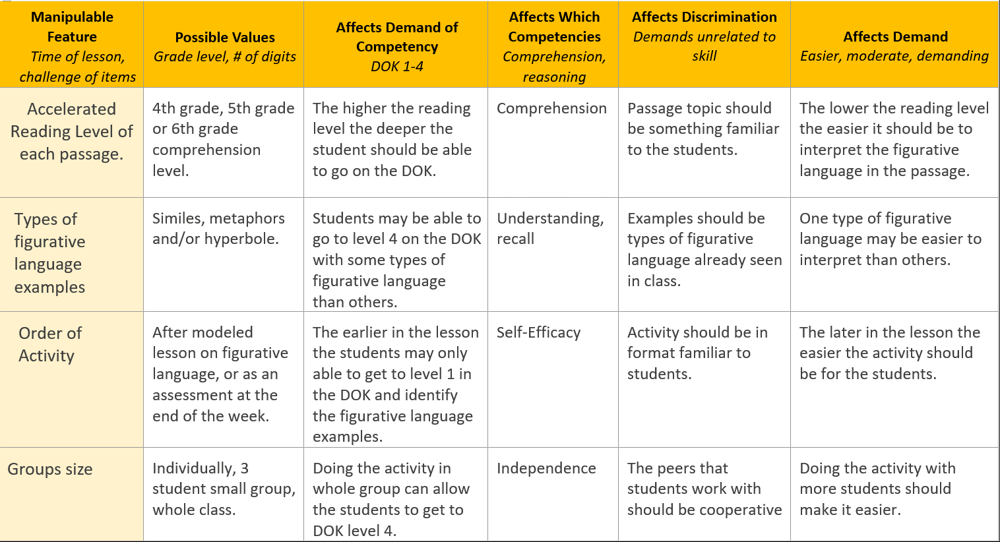 Manipulable
Feature
Time of lesson,
challenge of items
Possible Values
Grade level, # of digits
Affects Demand of
Competency
DOK 1-4
Affects Which
Competencies
Comprehension,
reasoning
Affects Discrimination
Demands unrelated to
skill
Affects Demand
Easier, moderate, demanding
Accelerated
Reading Level of
each passage.
4th grade, 5th grade
or 6th grade
comprehension
level.
The higher the reading
level the deeper the
student should be able
to go on the DOK.
Comprehension
Passage topic should
be something familiar
to the students.
The lower the reading level
the easier it should be to
interpret the figurative
language in the passage.
Types of
figurative
language
examples
Similes, metaphors
and/or hyperbole.
Students may be able to
go to level 4 on the DOK
with some types of
figurative language
than others.
Understanding,
recall
Examples should be
types of figurative
language already seen
in class.
One type of figurative
language may be easier to
interpret than others.
Order of
Activity
After modeled
lesson on figurative
language, or as an
assessment at the
end of the week.
The earlier in the lesson
the students may only
able to get to level 1 in
the DOK and identify
the figurative language
examples.
Self-Efficacy
Activity should be in
format familiar to
students.
The later in the lesson the
easier the activity should
be for the students.
Groups size
Individually, 3
student small group,
whole class.
Doing the activity in
whole group can allow
the students to get to
DOK level 4.
Independence
The peers that
students work with
should be cooperative
Doing the activity with
more students should
make it easier.